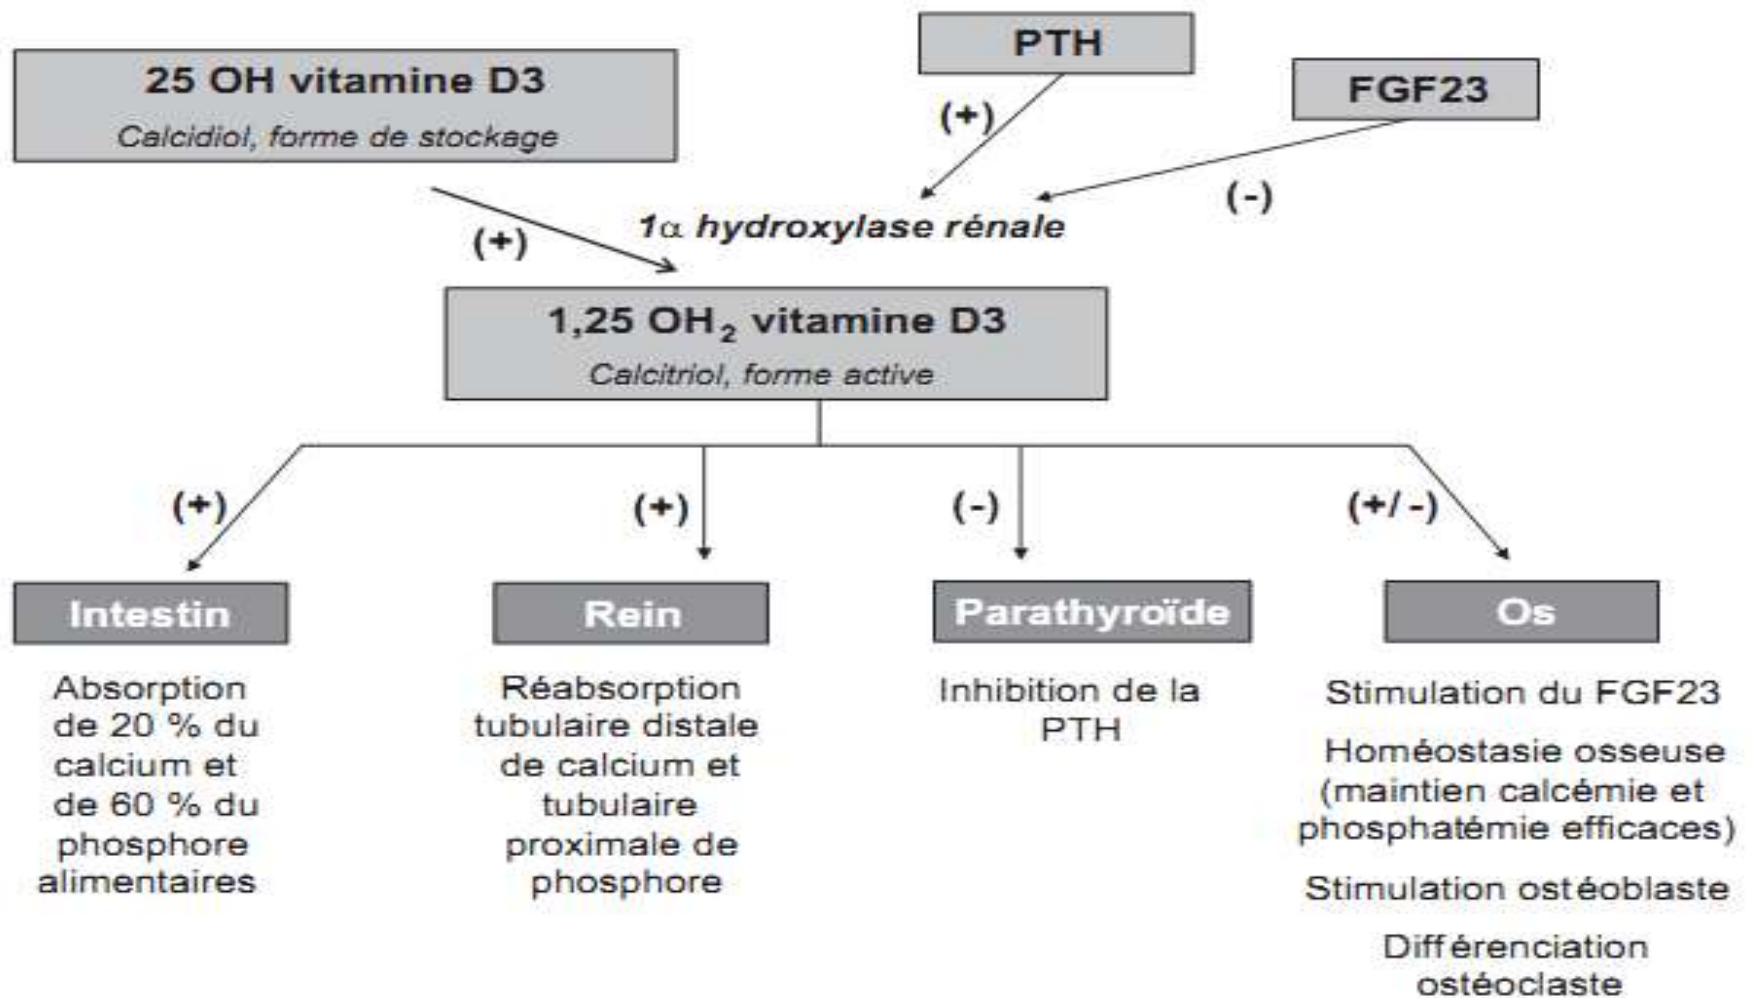 PTH
25 OH vitamine D3
Calcidiol, forme de stockage
FGF23
(+)
(-)
1α hydroxylase rénale
(+)
1,25 OH₂ vitamine D3
Calcitriol, forme active
(+)
(+)
(-)
(+/-)
Intestin
Absorption
de 20 % du
calcium et
de 60 % du
phosphore
alimentaires
Rein
Réabsorption
tubulaire distale
de calcium et
tubulaire
proximale de
phosphore
Parathyroïde
Inhibition de la
PTH
Os
Stimulation du FGF23
Homéostasie osseuse
(maintien calcémie et
phosphatémie efficaces)
Stimulation ostéoblaste
Différenciation
ostéoclaste